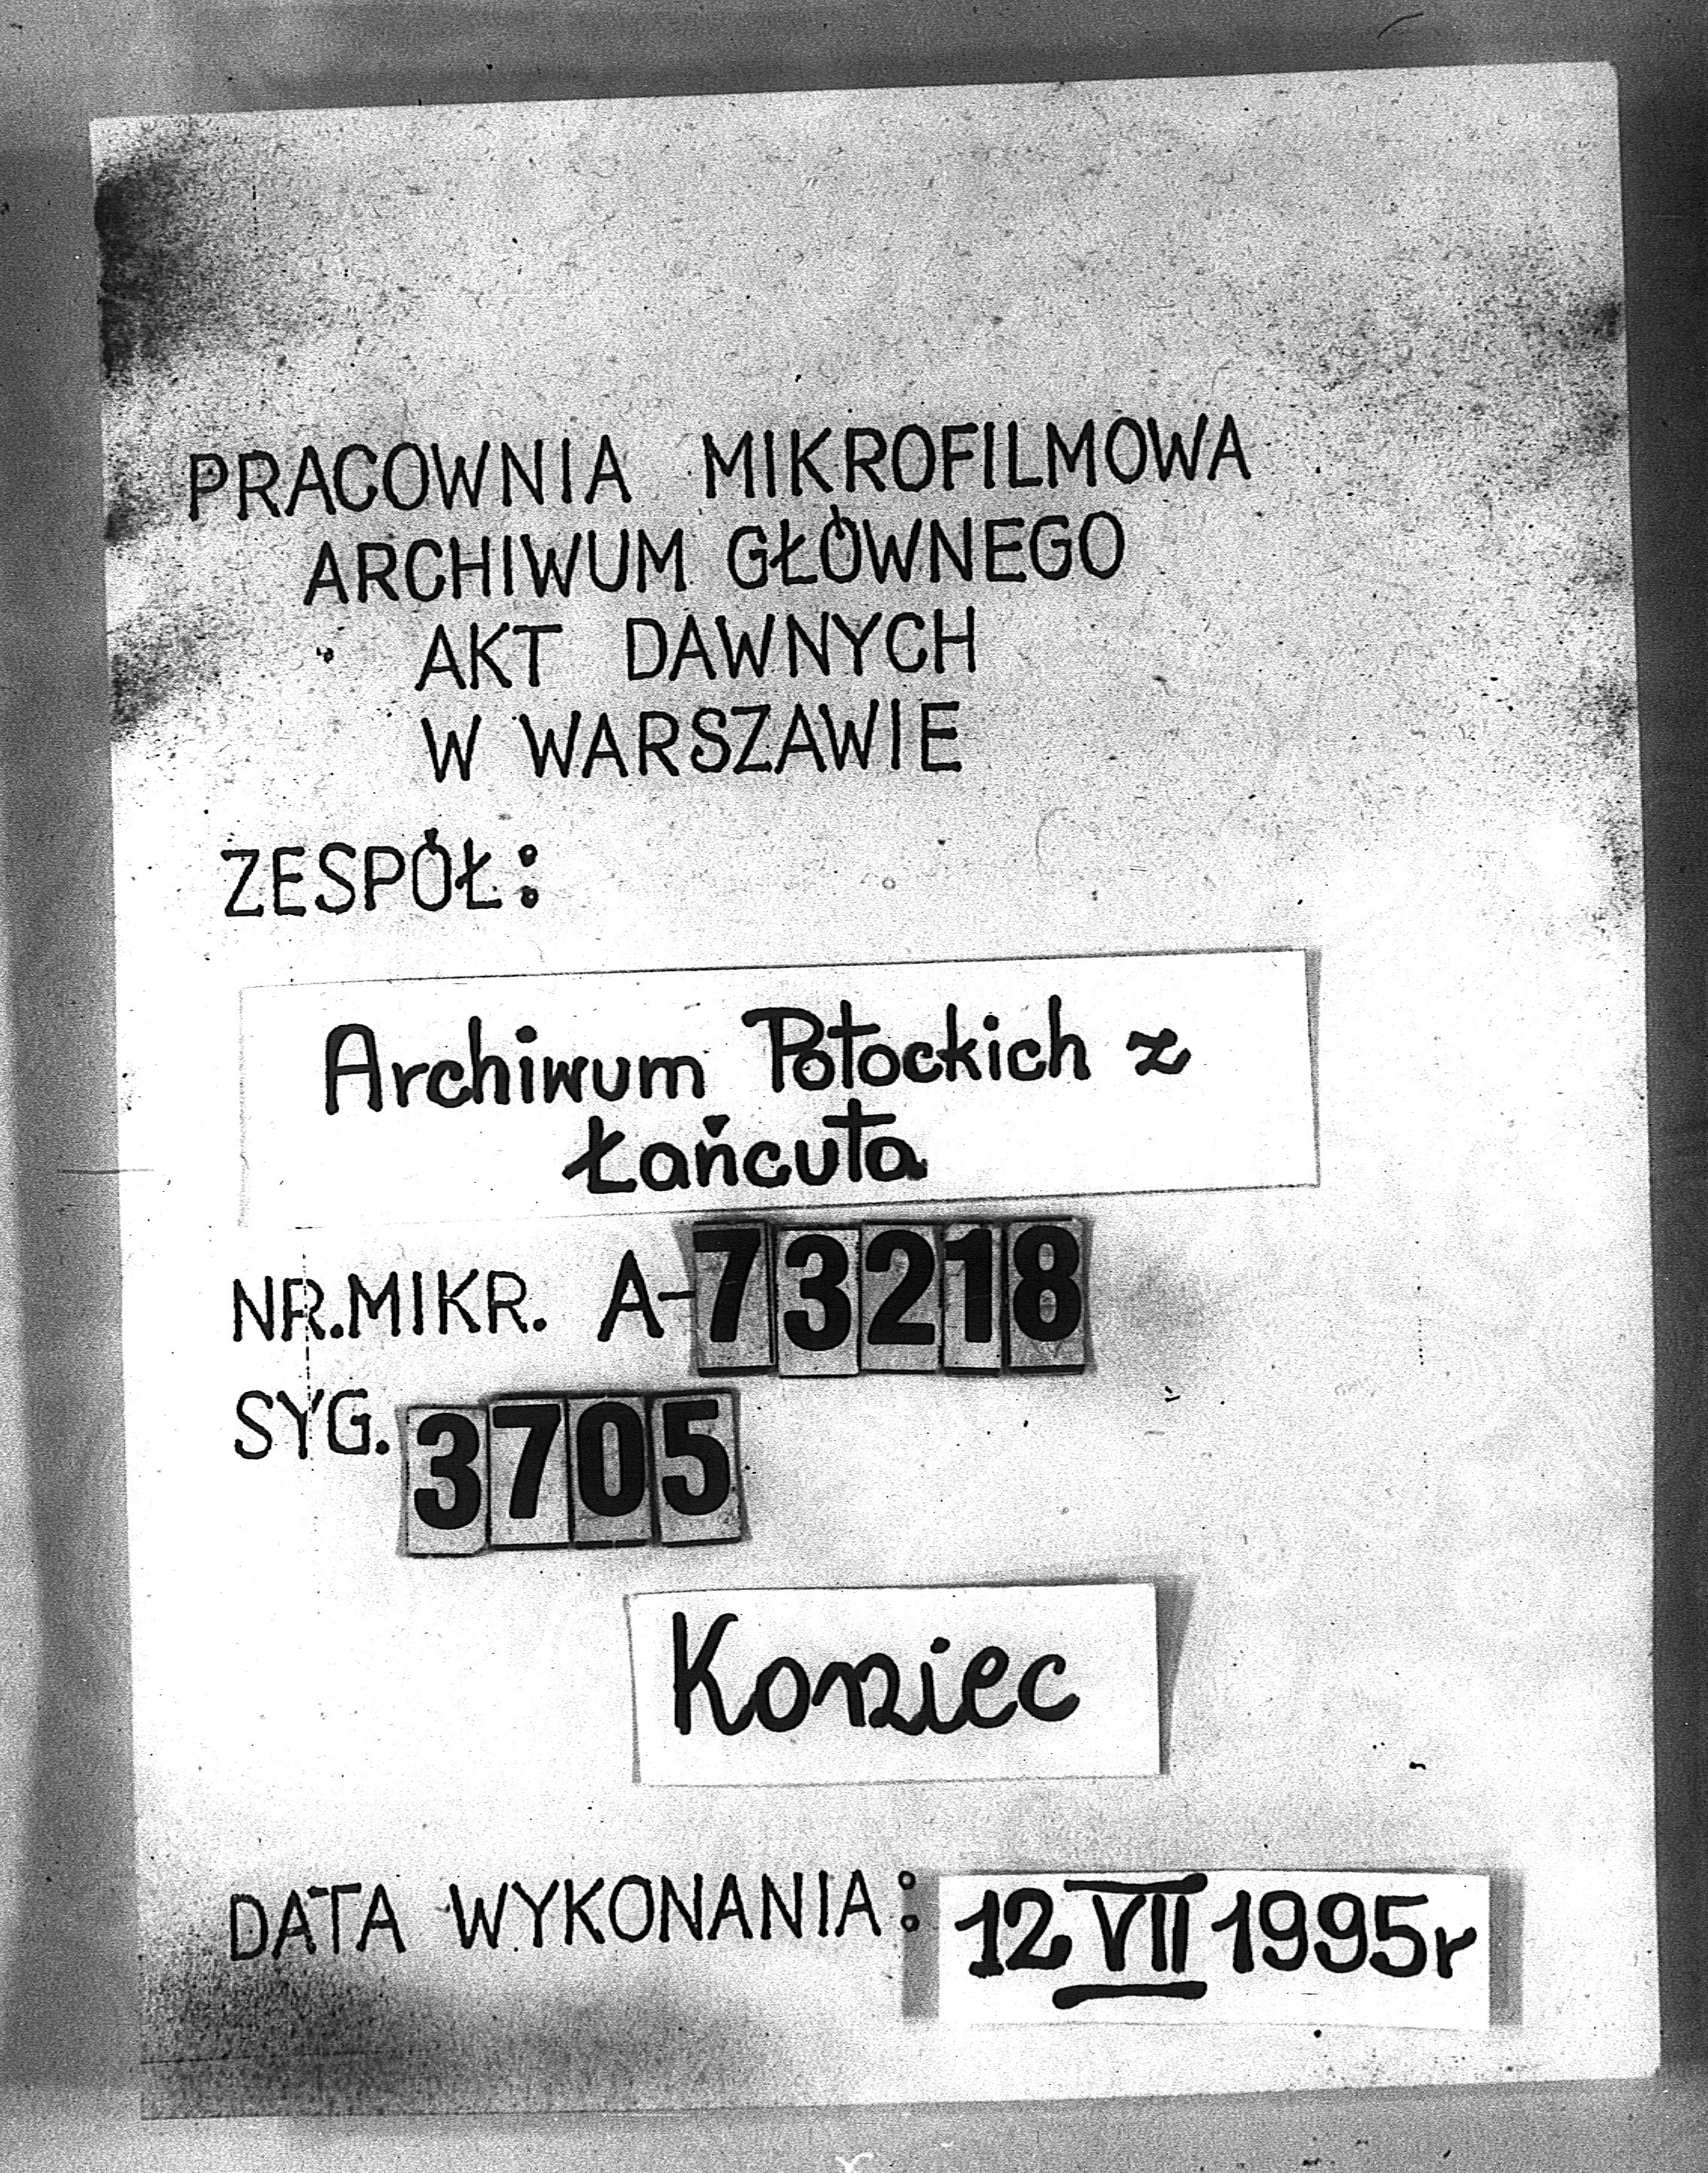 PRACOWNIA MIKROFILMOWA
ARCHIWUM GŁÓWNEGO
AKT DAWNYCH
W WARSZAWIE
ZESPÓŁ:
Archiwum Potockich z
Łańcuta
NR.MIKR. A-73218
SYG. 3705
Koniec
DATA WYKONANIA: 12 VII 1995r